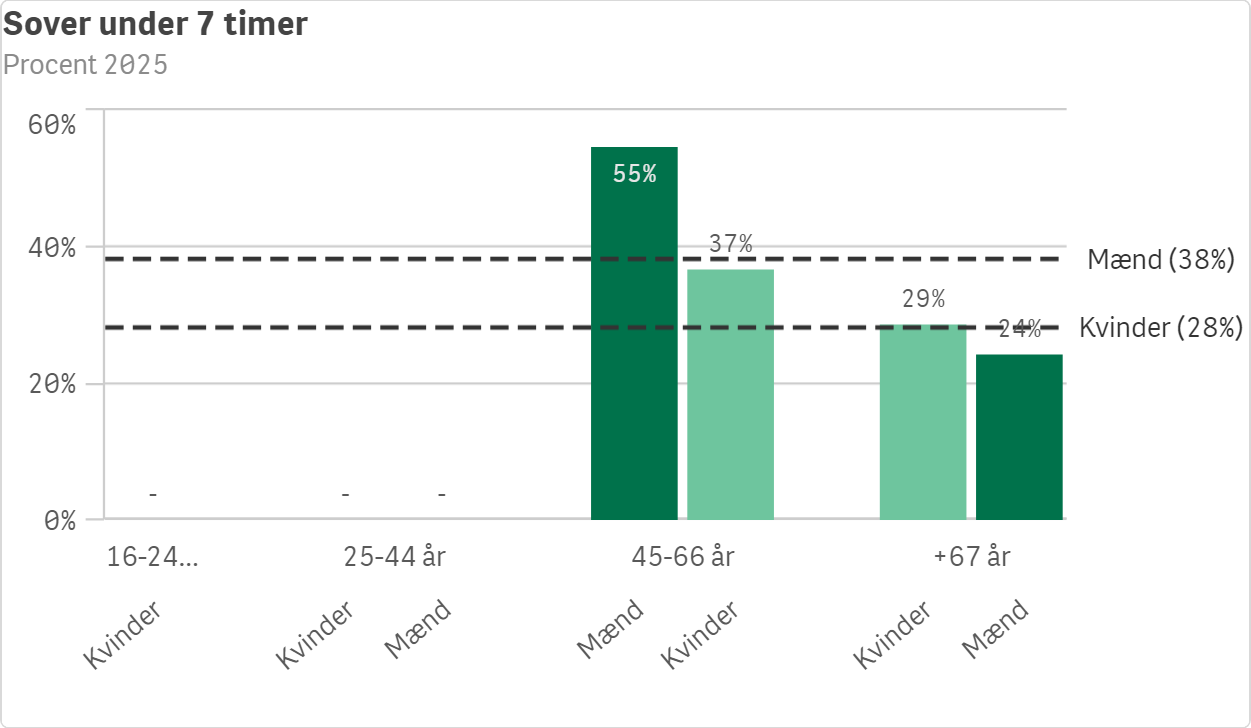 Sover under 7 timer
Procent 2025
60%
55%
40%
37%
Mænd (38%)
29%
24%
Kvinder (28%)
20%
-
-
-
0%
16-24...
25-44 år
45-66 år
+67 år
Kvinder
Kvinder
Mænd
Mænd
Kvinder
Kvinder
Mænd